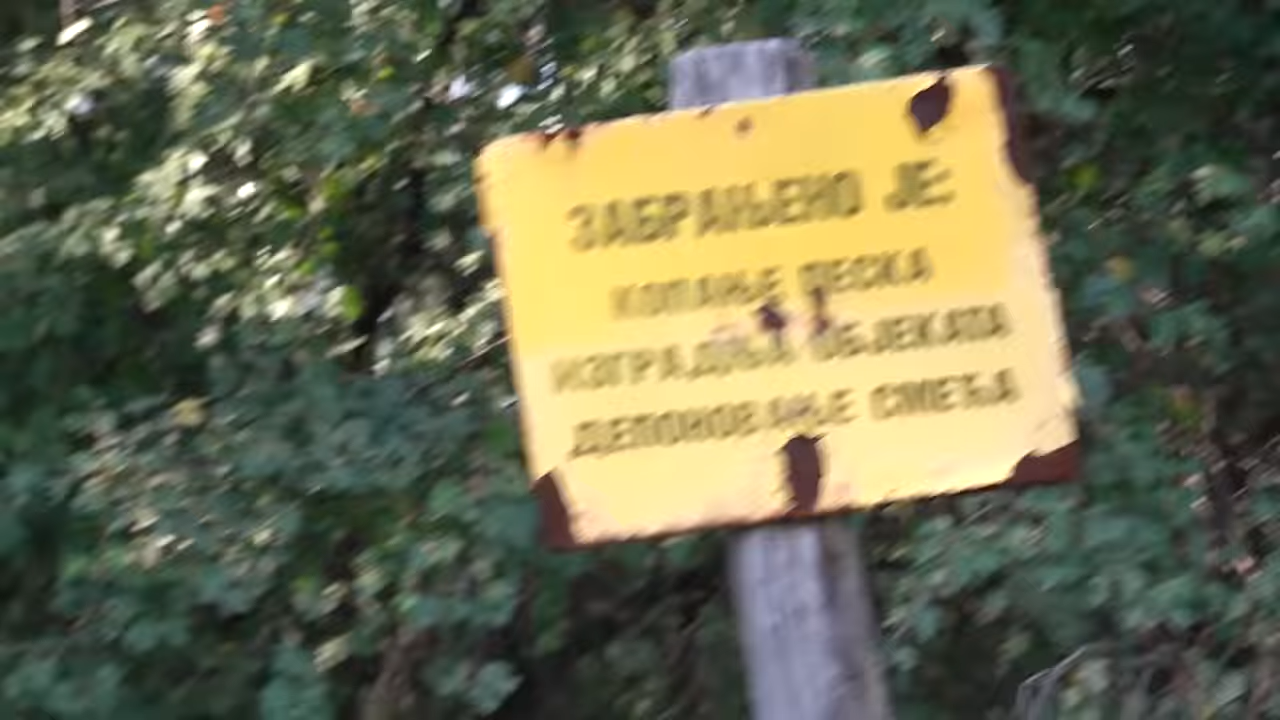 ЗАБРАЊЕНО ЈЕ:
КОПАЊЕ ПЕСКА
ИЗГРАДЊА ОБЈЕКАТА
ДЕПОНОВАЊЕ СМЕЋА